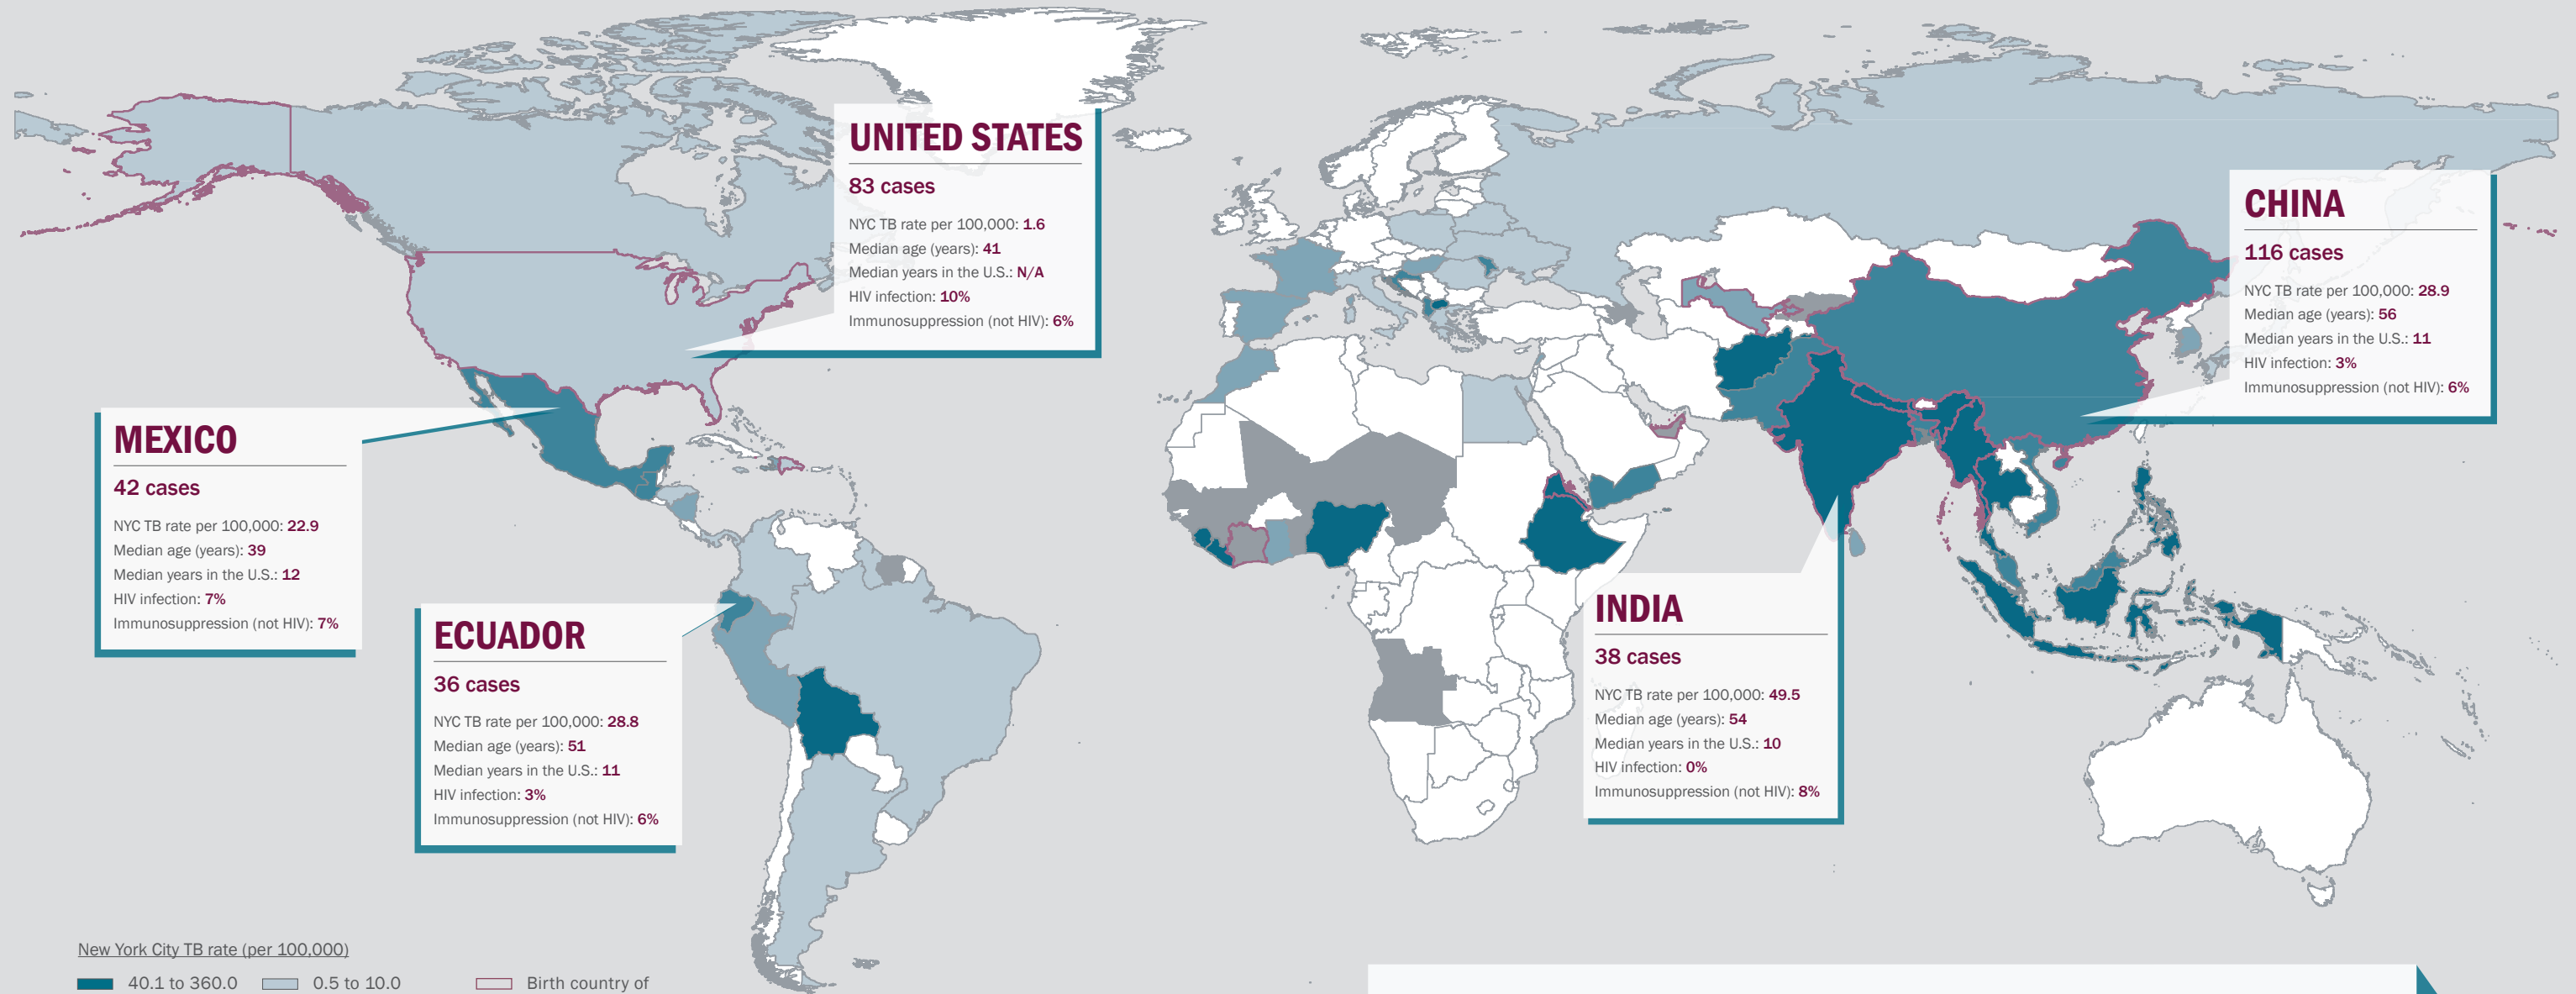 UNITED STATES
83 cases
NYC TB rate per 100,000: 1.6
Median age (years): 41
Median years in the U.S.: N/A
HIV infection: 10%
Immunosuppression (not HIV): 6%
CHINA
116 cases
NYC TB rate per 100,000: 28.9
Median age (years): 56
Median years in the U.S.: 11
HIV infection: 3%
Immunosuppression (not HIV): 6%
MEXICO
42 cases
NYC TB rate per 100,000: 22.9
Median age (years): 39
Median years in the U.S.: 12
HIV infection: 7%
Immunosuppression (not HIV): 7%
ECUADOR
36 cases
NYC TB rate per 100,000: 28.8
Median age (years): 51
Median years in the U.S.: 11
HIV infection: 3%
Immunosuppression (not HIV): 6%
INDIA
38 cases
NYC TB rate per 100,000: 49.5
Median age (years): 54
Median years in the U.S.: 10
HIV infection: 0%
Immunosuppression (not HIV): 8%
New York City TB rate (per 100,000)
40.1 to 360.0
0.5 to 10.0
Birth country of